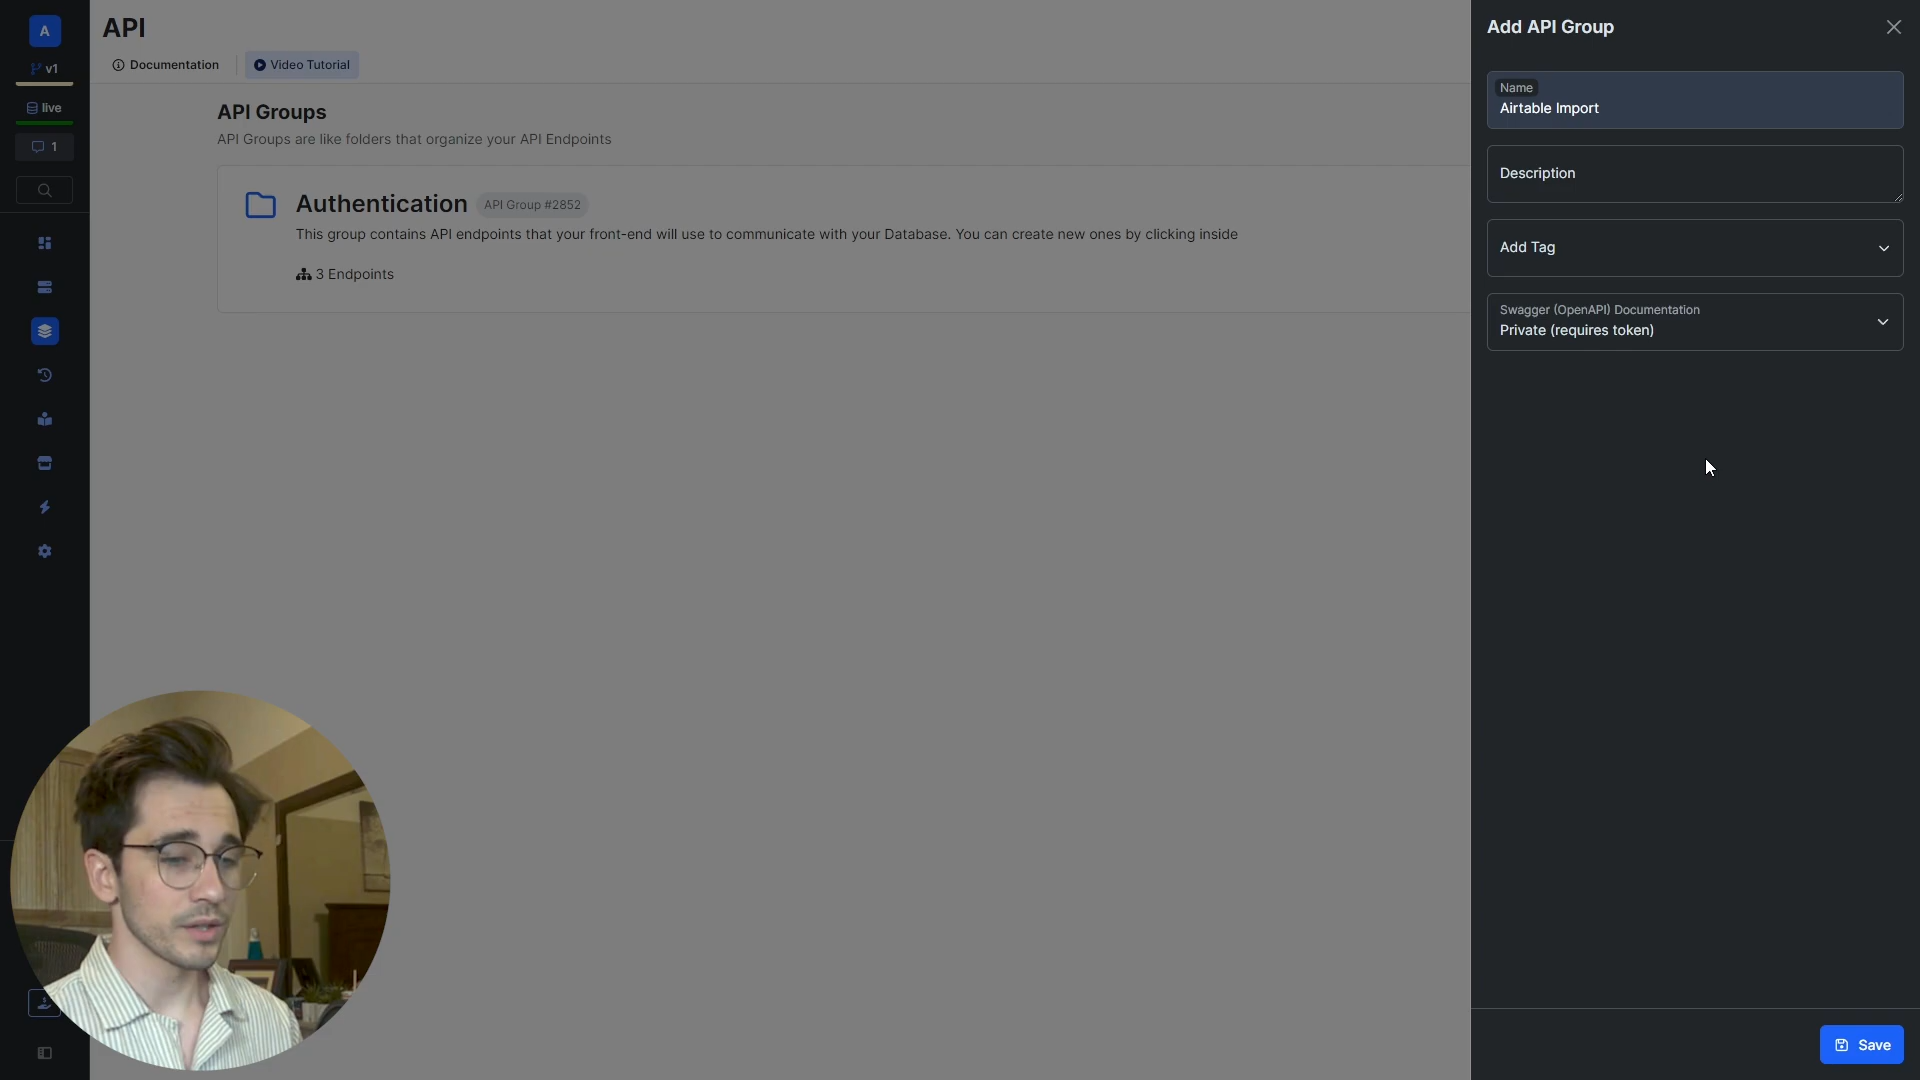 A
v1
live
1
API
Documentation
Video Tutorial
API Groups
API Groups are like folders that organize your API Endpoints
Authentication
API Group #2852
This group contains API endpoints that your front-end will use to communicate with your Database. You can create new ones by clicking inside
3 Endpoints
Add API Group
Name
Airtable Import
Description
Add Tag
Swagger (OpenAPI) Documentation
Private (requires token)
Save